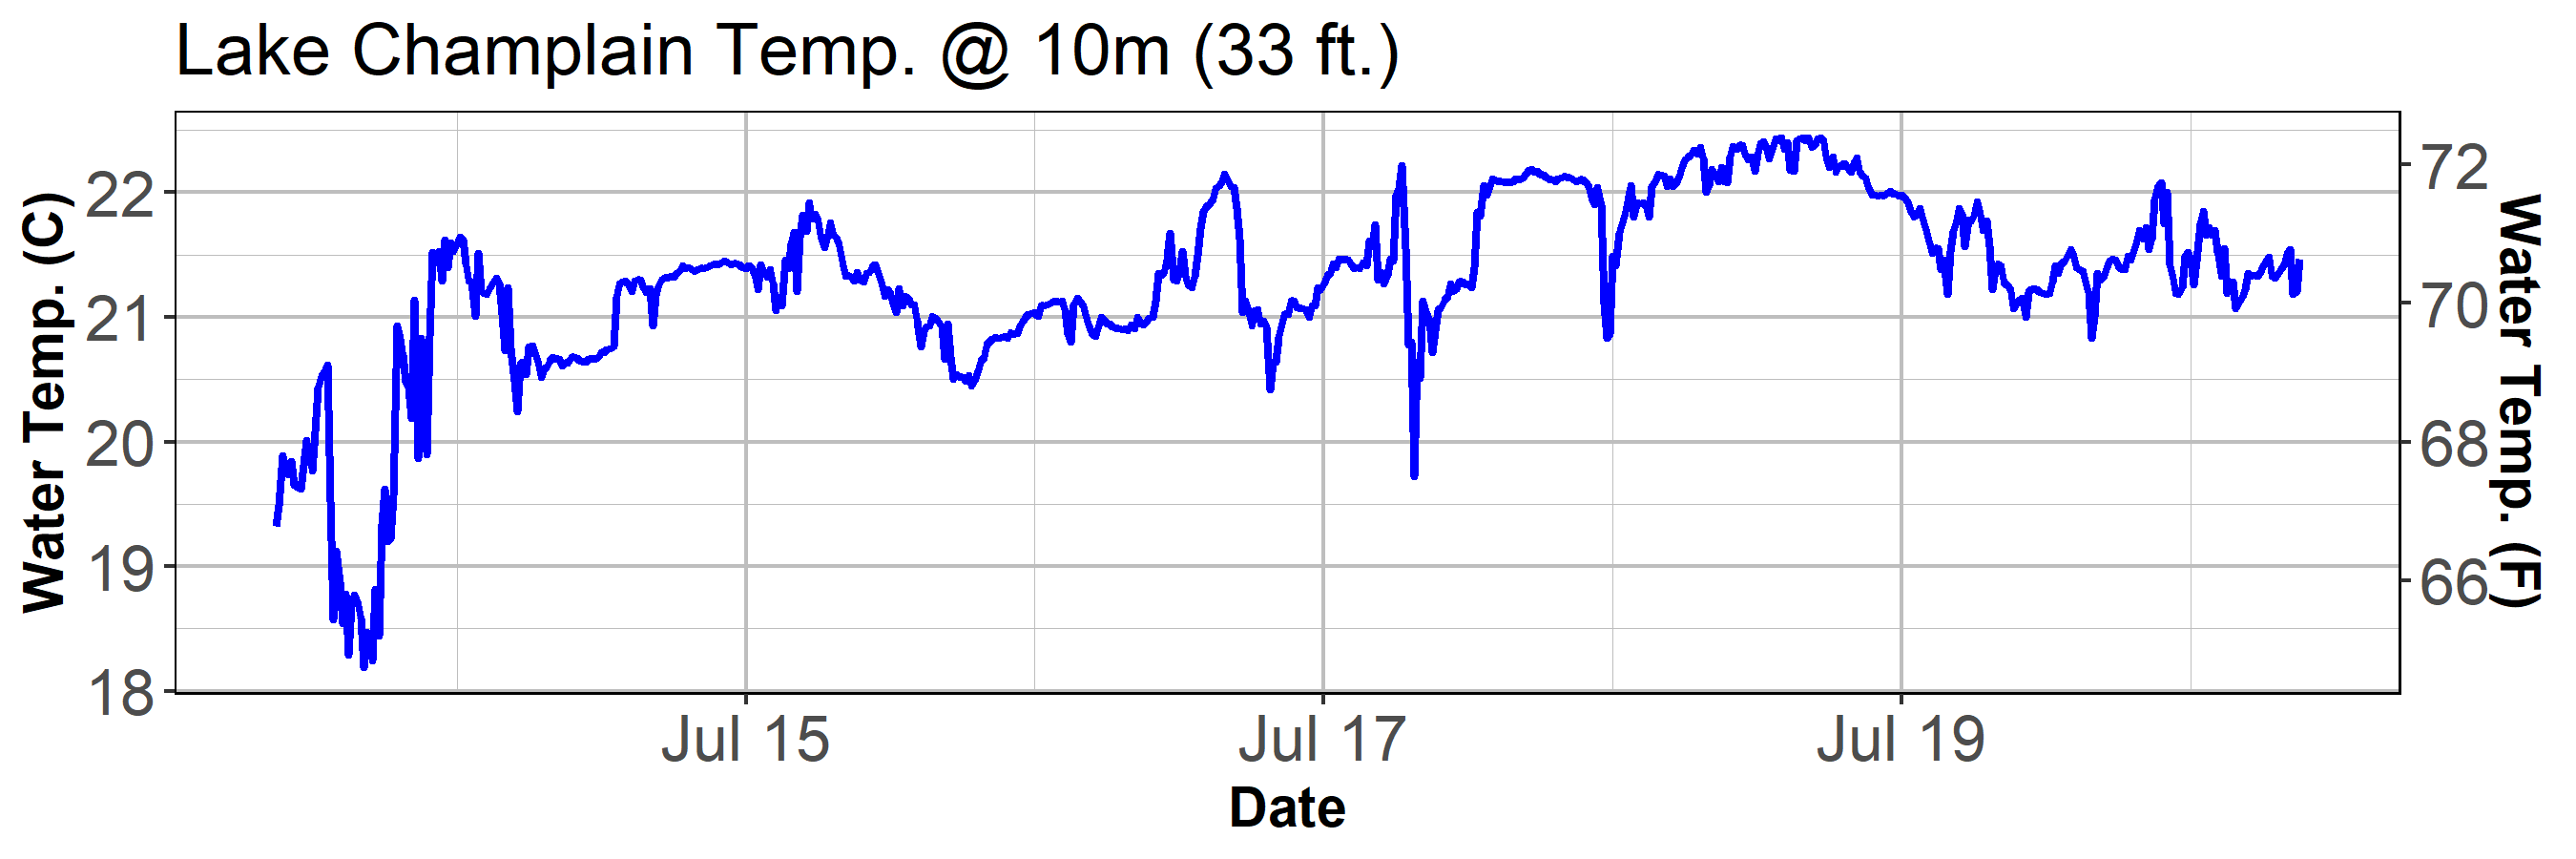 Lake Champlain Temp. @ 10m (33 ft.)
Water Temp. (C)
22
21
20
19
18
72
70
68
66
Water Temp. (F)
Jul 15
Jul 17
Jul 19
Date